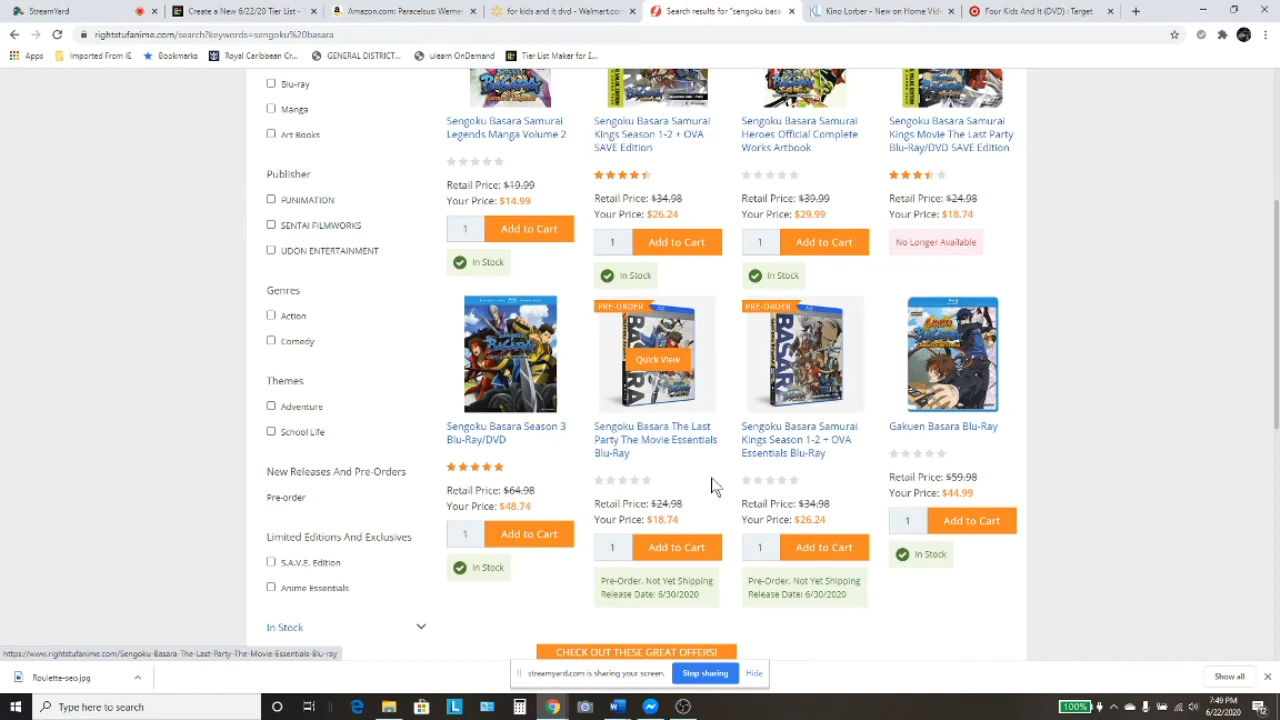 Streamyard
Create a New 6/22/20 Tier List -
Amazon.com: Paracelsus: Werner
for kids and it dvd - Walmart.com
Search results for "sengoku basa
Kino Lorber – New on Home Vide
Four Kids And It (DVD) : Target
rightstufanime.com/search?keywords=sengoku%20basara
Apps
Imported From IE
Bookmarks
Royal Caribbean Cr...
GENERAL DISTRICT...
ulearn OnDemand
Tier List Maker for I...
Blu-ray
Manga
Art Books
Publisher
FUNIMATION
SENTAI FILMWORKS
UDON ENTERTAINMENT
Genres
Action
Comedy
Themes
Adventure
School Life
New Releases And Pre-Orders
Pre-order
Limited Editions And Exclusives
S.A.V.E. Edition
Anime Essentials
In Stock
Sengoku Basara Samurai
Legends Manga Volume 2
Retail Price: $19.99
Your Price: $14.99
1 Add to Cart
In Stock
Sengoku Basara Samurai
Kings Season 1-2 + OVA
SAVE Edition
Retail Price: $34.98
Your Price: $26.24
1 Add to Cart
In Stock
Sengoku Basara Samurai
Heroes Official Complete
Works Artbook
Retail Price: $39.99
Your Price: $29.99
1 Add to Cart
In Stock
Sengoku Basara Samurai
Kings Movie The Last Party
Blu-Ray/DVD SAVE Edition
Retail Price: $24.98
Your Price: $18.74
No Longer Available
Sengoku Basara Season 3
Blu-Ray/DVD
Retail Price: $64.98
Your Price: $48.74
1 Add to Cart
In Stock
PRE-ORDER
BASARA
Quick View
Sengoku Basara The Last
Party The Movie Essentials
Blu-Ray
Retail Price: $24.98
Your Price: $18.74
1 Add to Cart
Pre-Order. Not Yet Shipping
Release Date: 6/30/2020
PRE-ORDER
BASARA
Sengoku Basara Samurai
Kings Season 1-2 + OVA
Essentials Blu-Ray
Retail Price: $34.98
Your Price: $26.24
1 Add to Cart
Pre-Order. Not Yet Shipping
Release Date: 6/30/2020
Gakuen Basara Blu-Ray
Retail Price: $59.98
Your Price: $44.99
1 Add to Cart
In Stock
CHECK OUT THESE GREAT OFFERS!
https://www.rightstufanime.com/Sengoku-Basara-The-Last-Party-The-Movie-Essentials-Blu-ray
streamyard.com is sharing your screen.
Stop sharing
Hide
Roulette-seo.jpg
Show all
Type here to search
100%
7:49 PM
6/22/2020